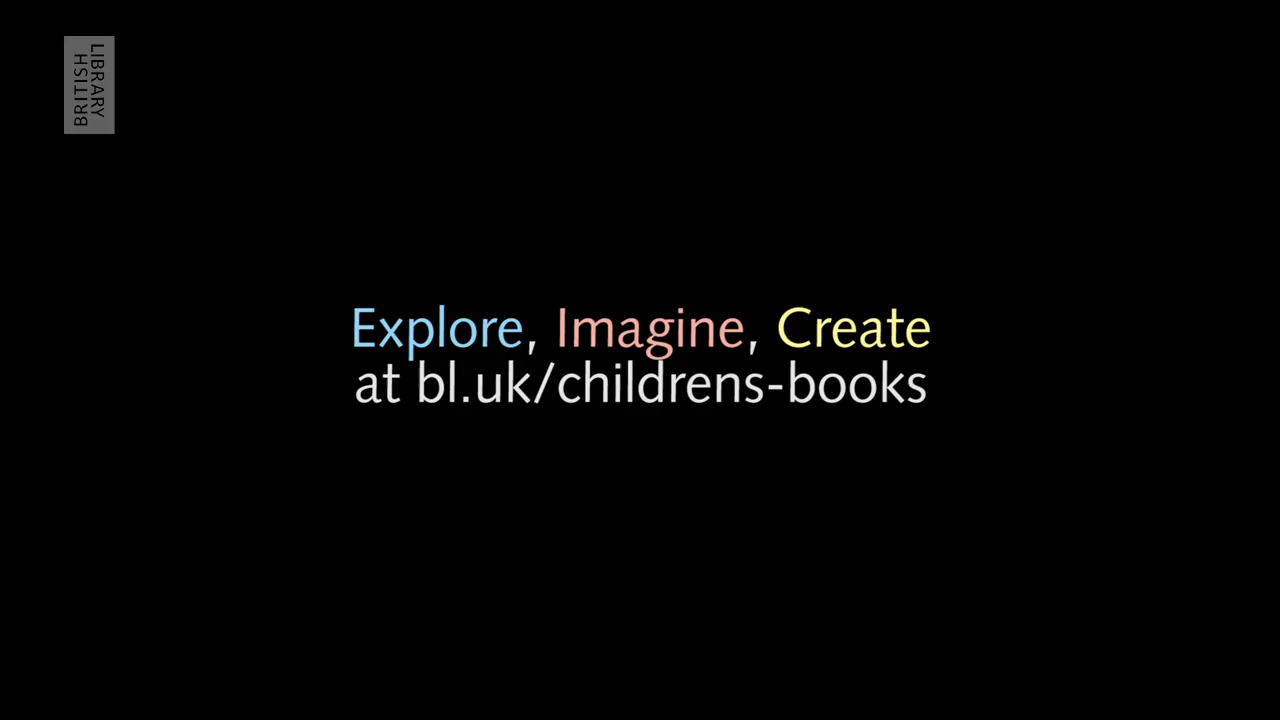 BRITISH
LIBRARY
Explore, Imagine, Create
at bl.uk/childrens-books